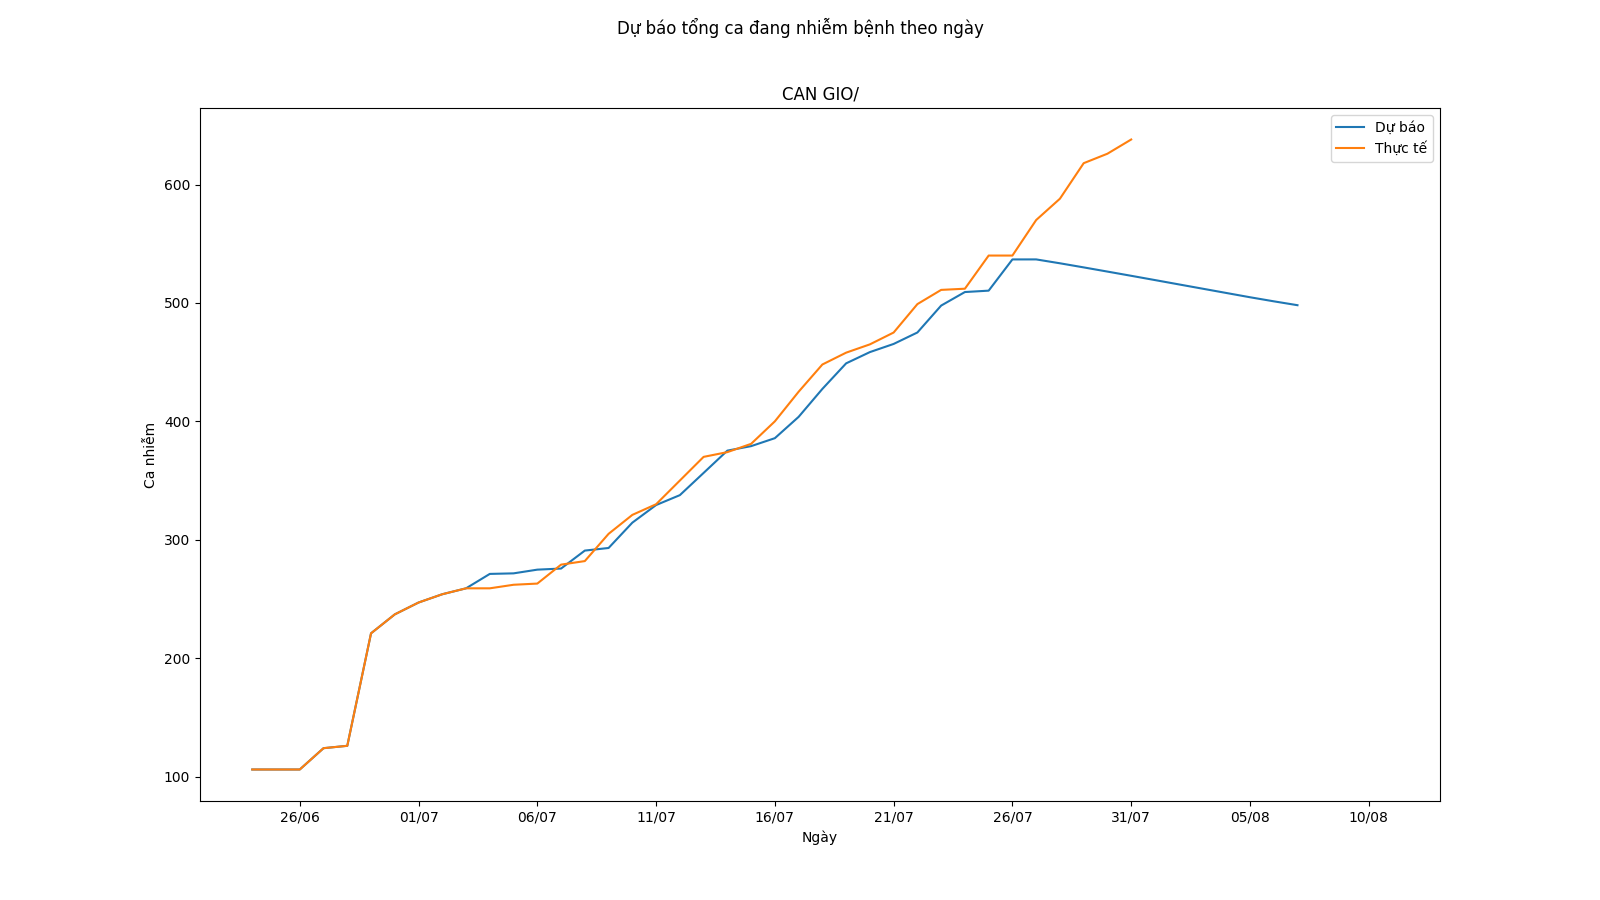 Dự báo tổng ca đang nhiễm bệnh theo ngày
CAN GIO/
Dự báo
Thực tế
600
500
400
300
200
100
Ca nhiễm
26/06 01/07 06/07 11/07 16/07 21/07 26/07 31/07 05/08 10/08
Ngày